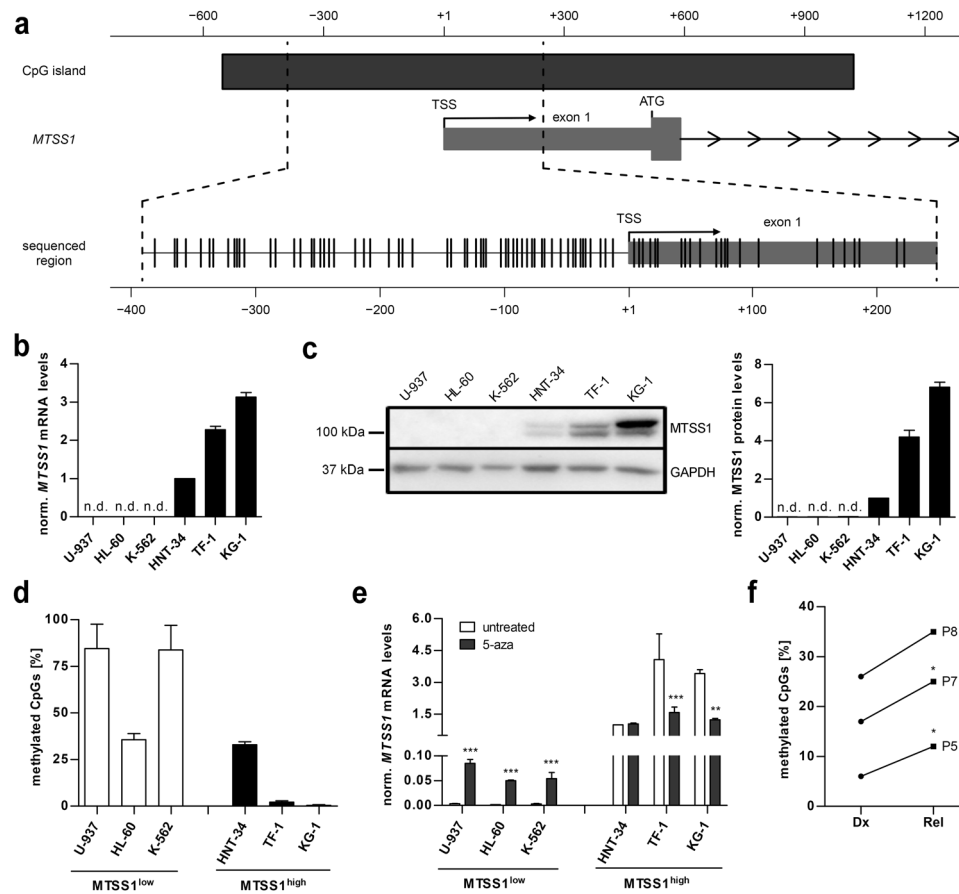 a
−600 −300 +1 +300 +600 +900 +1200
CpG island
MTSS1
TSS
exon 1
ATG
sequenced
region
TSS
exon 1
−400 −300 −200 −100 +1 +100 +200
b
norm. MTSS1 mRNA levels
4
3
2
1
0
n.d. n.d. n.d.
U-937 HL-60 K-562 HNT-34 TF-1 KG-1
c
U-937 HL-60 K-562 HNT-34 TF-1 KG-1
100 kDa
MTSS1
37 kDa
GAPDH
norm. MTSS1 protein levels
8
6
4
2
0
n.d. n.d. n.d.
U-937 HL-60 K-562 HNT-34 TF-1 KG-1
d
methylated CpGs [%]
100
75
50
25
0
U-937 HL-60 K-562 HNT-34 TF-1 KG-1
MTSS1low MTSS1high
e
norm. MTSS1 mRNA levels
6.0
4.5
3.0
1.5
0.10
0.05
0.00
untreated
5-aza
*** *** *** *** **
U-937 HL-60 K-562 HNT-34 TF-1 KG-1
MTSS1low MTSS1high
f
methylated CpGs [%]
40
30
20
10
0
P8
* P7
* P5
Dx Rel